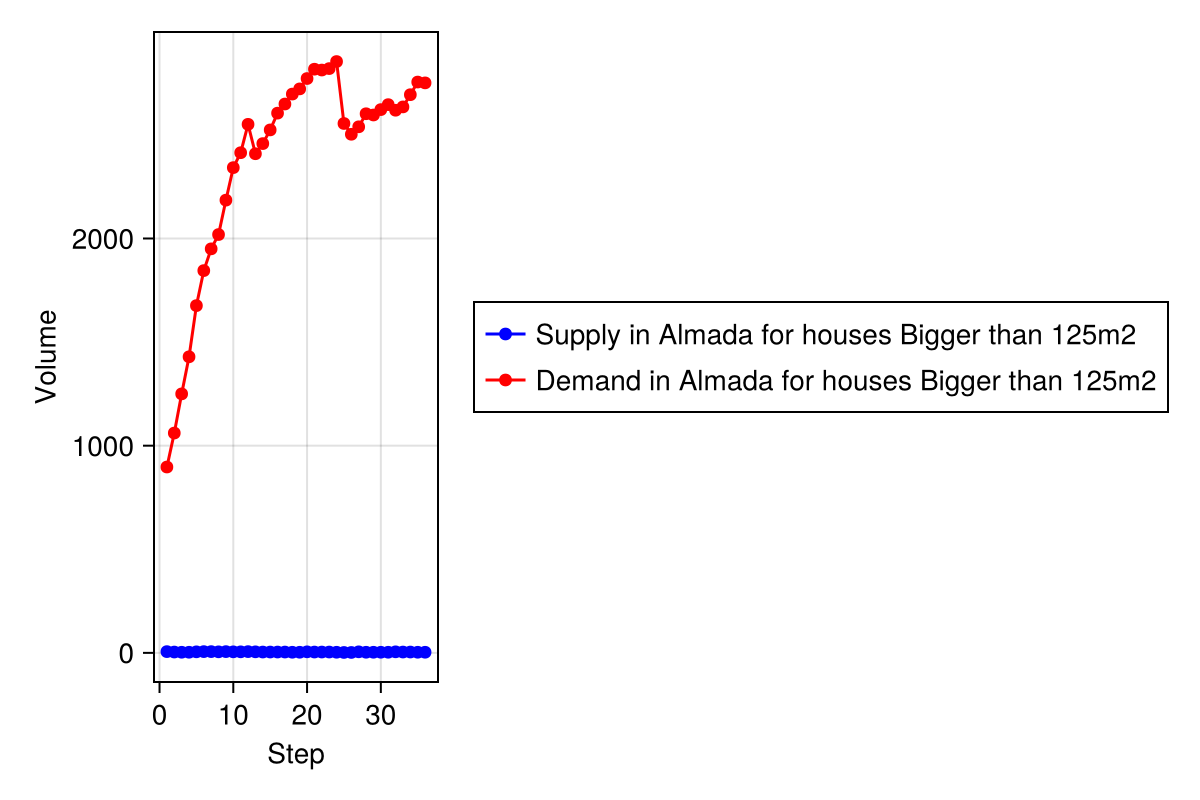 Volume
2000
1000
0
0 10 20 30
Step
Supply in Almada for houses Bigger than 125m2
Demand in Almada for houses Bigger than 125m2